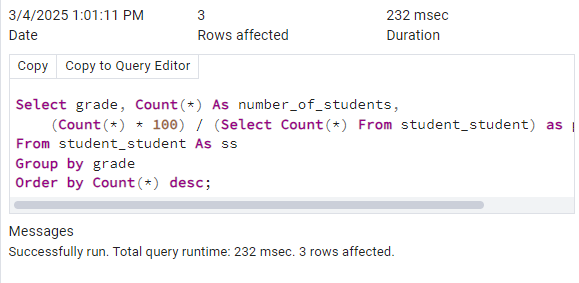 3/4/2025 1:01:11 PM 3 232 msec
Date Rows affected Duration
Copy Copy to Query Editor
Select grade, Count(*) As number_of_students,
(Count(*) * 100) / (Select Count(*) From student_student) as
From student_student As ss
Group by grade
Order by Count(*) desc;
Messages
Successfully run. Total query runtime: 232 msec. 3 rows affected.